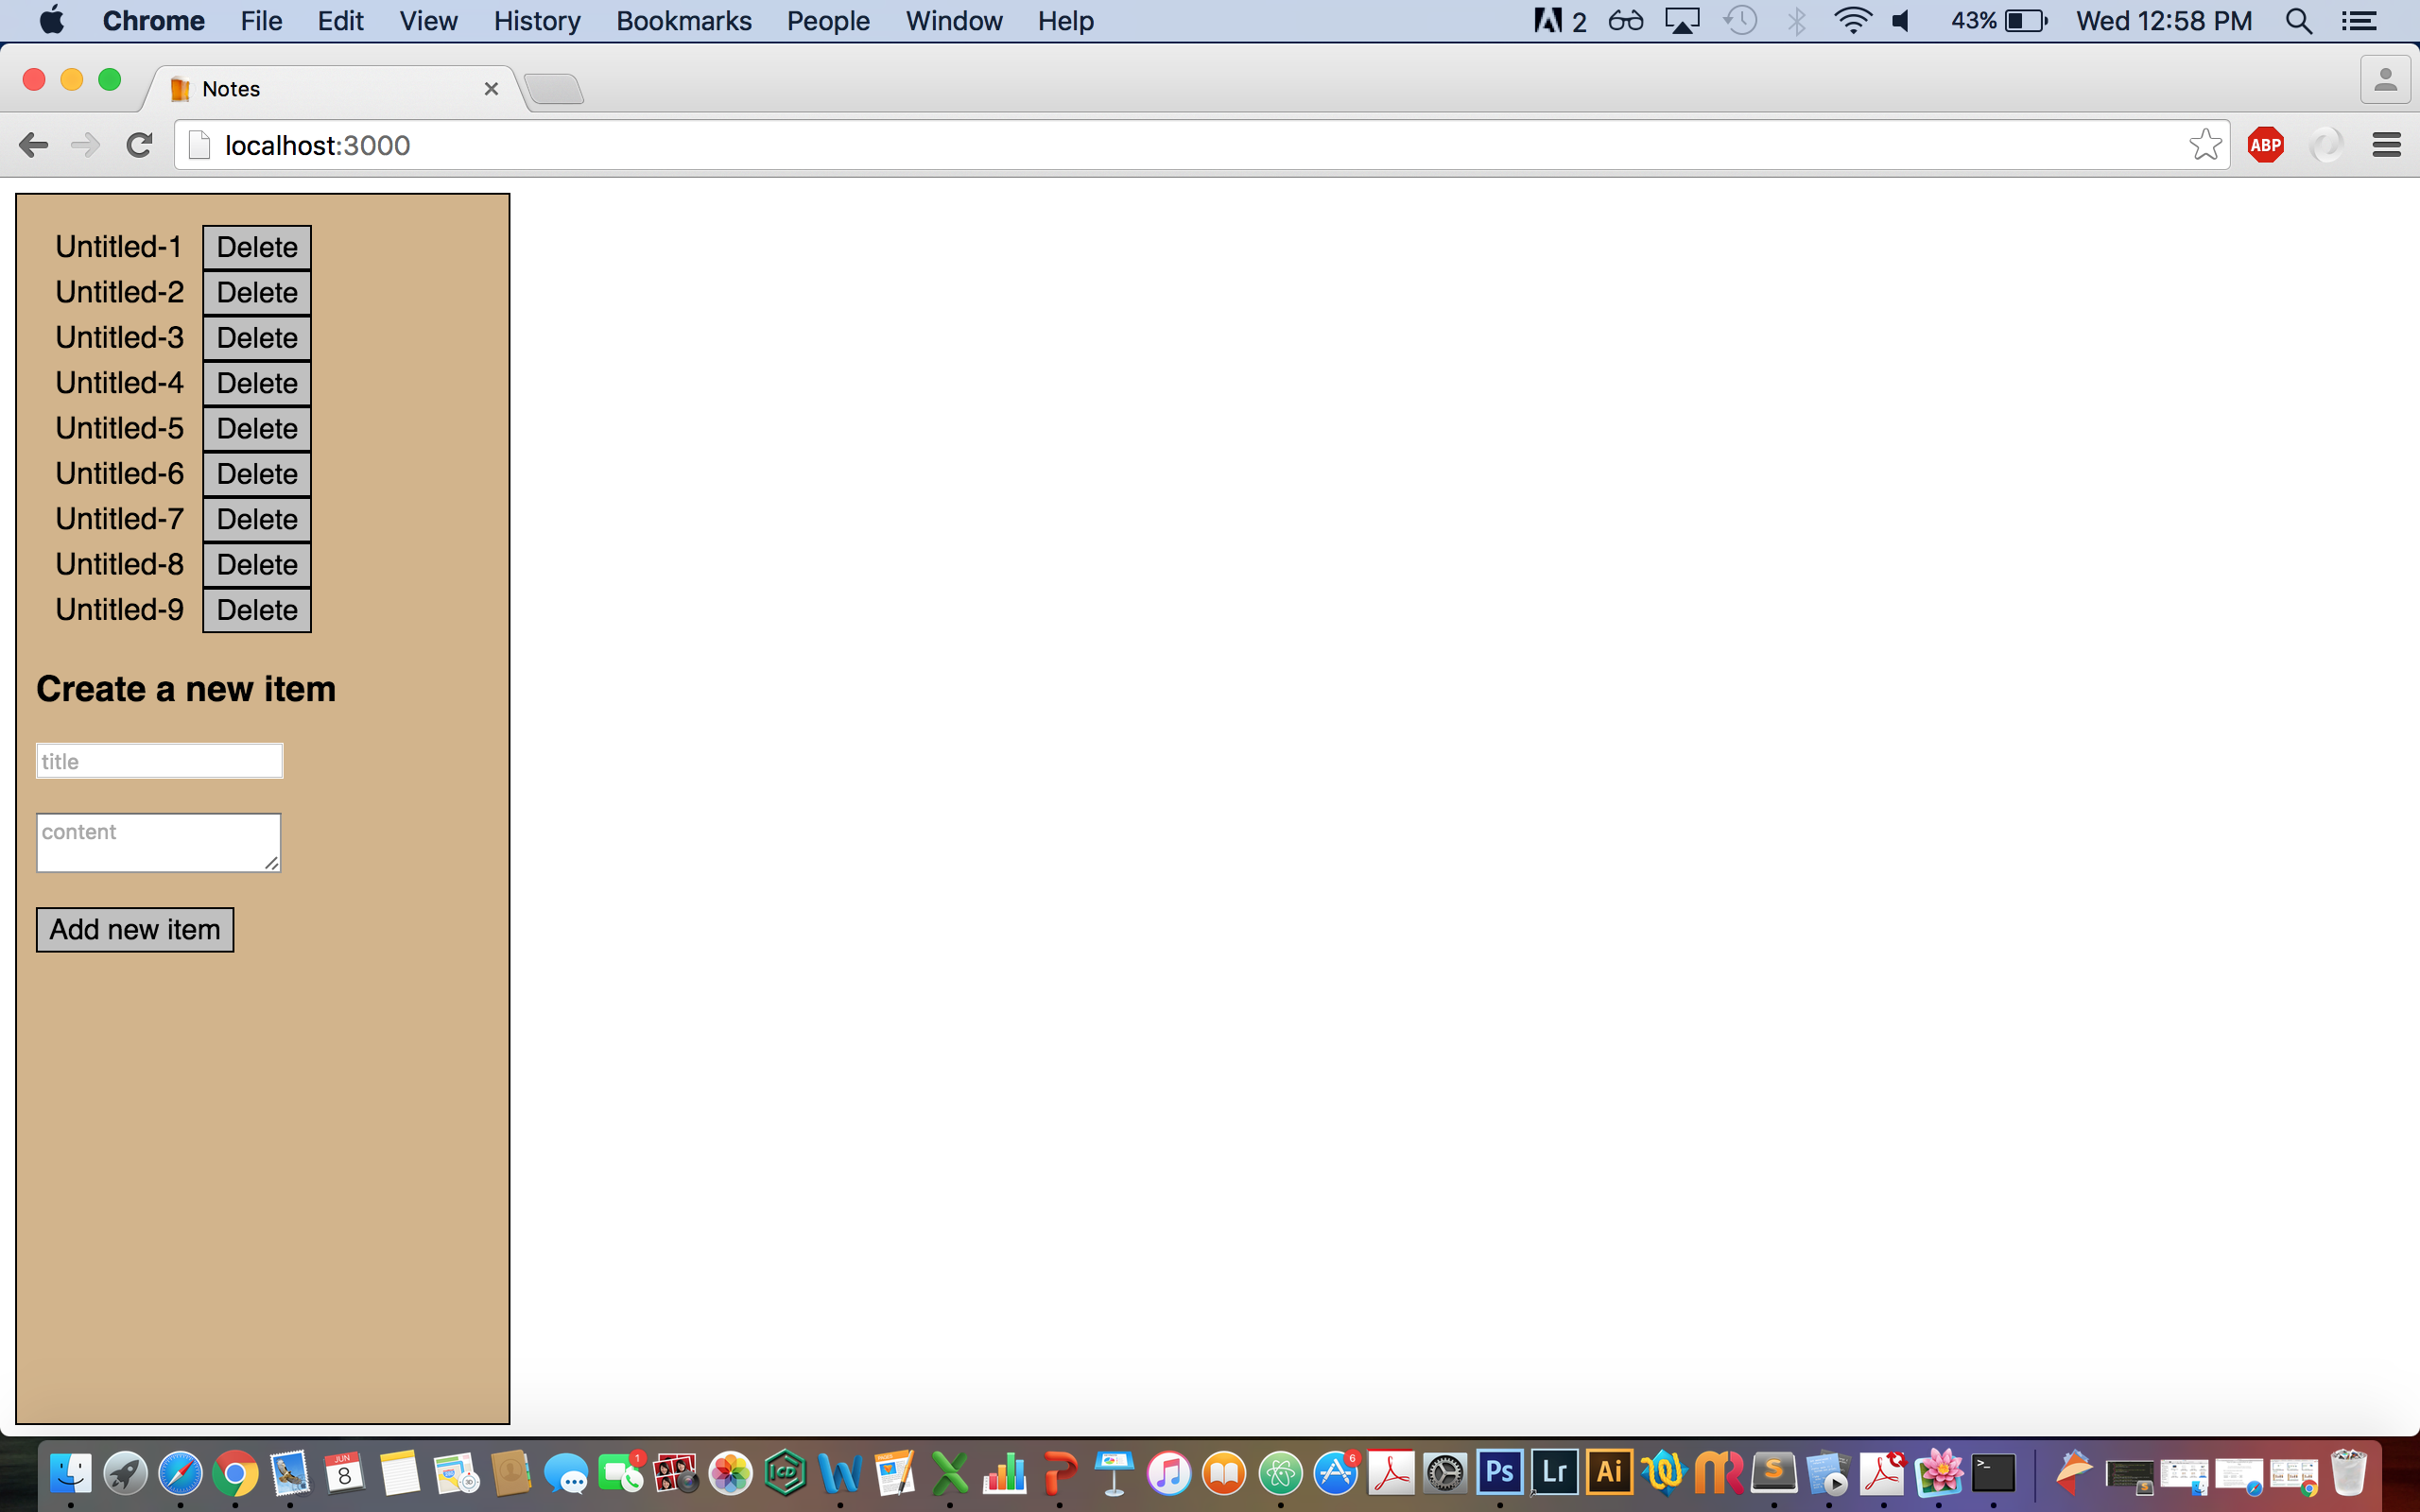 Chrome File Edit View History Bookmarks People Window Help 2 43% Wed 12:58 PM
Notes
localhost:3000
ABP
Untitled-1 Delete
Untitled-2 Delete
Untitled-3 Delete
Untitled-4 Delete
Untitled-5 Delete
Untitled-6 Delete
Untitled-7 Delete
Untitled-8 Delete
Untitled-9 Delete
Create a new item
title
content
Add new item
JUN
8
1
ICD
6
Ps
Lr
Ai
S
>_